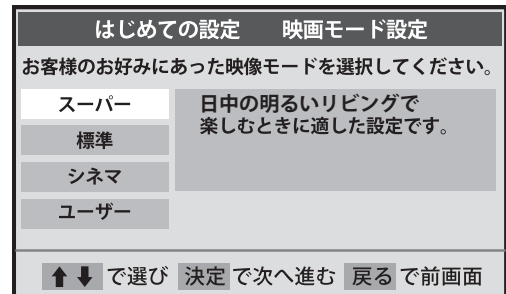 はじめての設定　映画モード設定
お客様のお好みにあった映像モードを選択してください。
スーパー
標準
シネマ
ユーザー
日中の明るいリビングで
楽しむときに適した設定です。
⬆⬇ で選び 決定 で次へ進む 戻る で前画面